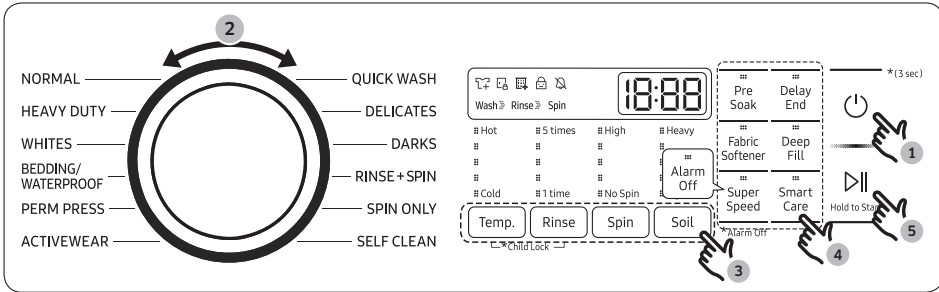 2
NORMAL
HEAVY DUTY
WHITES
BEDDING/
WATERPROOF
PERM PRESS
ACTIVEWEAR
QUICK WASH
DELICATES
DARKS
RINSE+SPIN
SPIN ONLY
SELF CLEAN
18:88
Wash Rinse Spin
Hot 5 times High Heavy
Cold 1 time No Spin
Alarm
Off
Temp. Rinse Spin Soil
*Child Lock
3
Pre
Soak
Delay
End
Fabric
Softener
Deep
Fill
Super
Speed
Smart
Care
*Alarm Off
4
*(3 sec)
1
Hold to Start
5